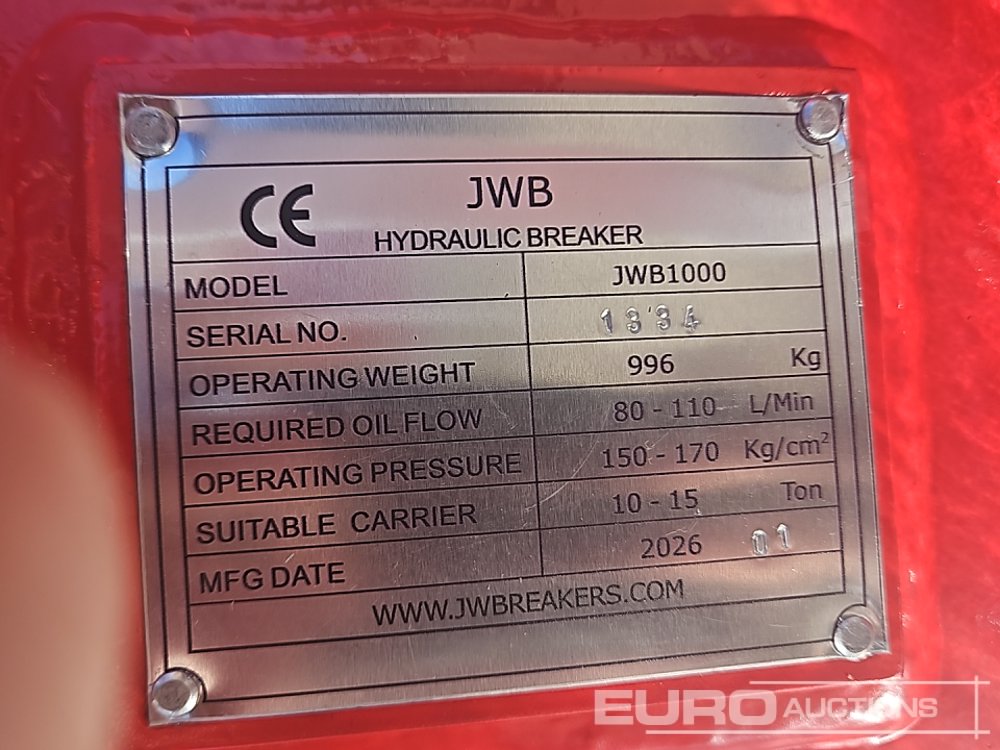 CE JWB
HYDRAULIC BREAKER
MODEL JWB1000
SERIAL NO. 1334
OPERATING WEIGHT 996 Kg
REQUIRED OIL FLOW 80 - 110 L/Min
OPERATING PRESSURE 150 - 170 Kg/cm²
SUITABLE CARRIER 10 - 15 Ton
MFG DATE 2026 01
WWW.JWBREAKERS.COM
EURO AUCTIONS